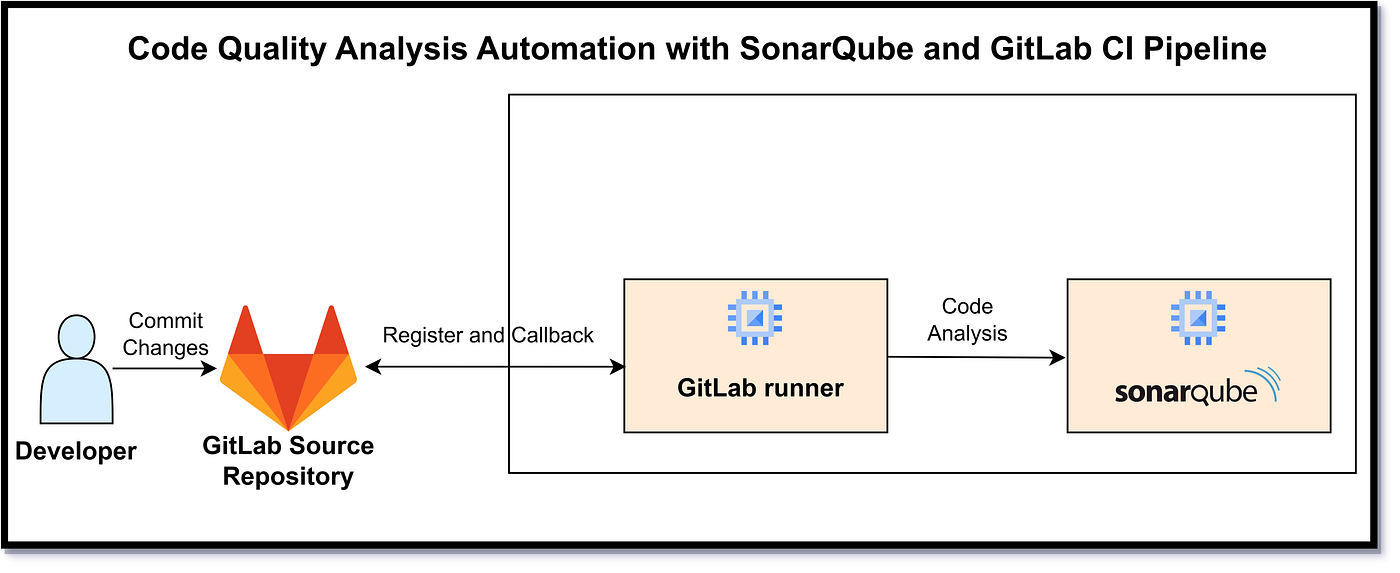 Code Quality Analysis Automation with SonarQube and GitLab CI Pipeline
Commit
Changes
Developer
GitLab Source
Repository
Register and Callback
GitLab runner
Code
Analysis
sonarqube